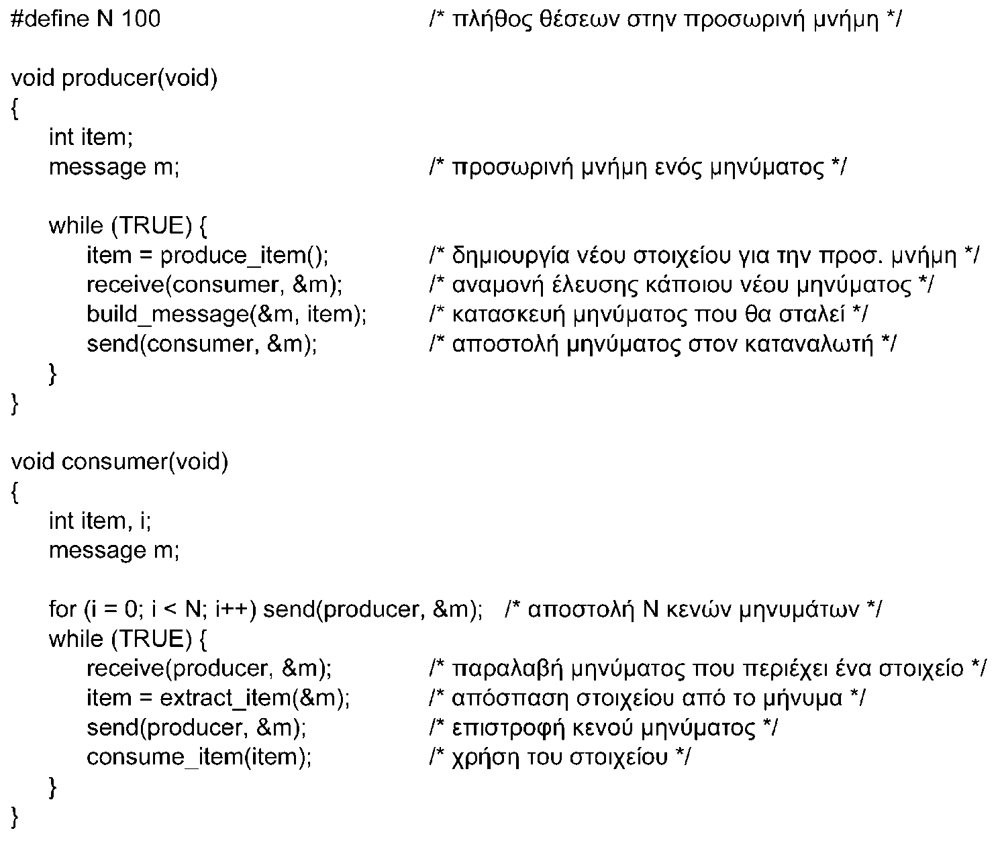 #define N 100 /* πλήθος θέσεων στην προσωρινή μνήμη */
void producer(void)
{
int item;
message m; /* προσωρινή μνήμη ενός μηνύματος */
while (TRUE) {
item = produce_item(); /* δημιουργία νέου στοιχείου για την προσ. μνήμη */
receive(consumer, &m); /* αναμονή έλευσης κάποιου νέου μηνύματος */
build_message(&m, item); /* κατασκευή μηνύματος που θα σταλεί */
send(consumer, &m); /* αποστολή μηνύματος στον καταναλωτή */
}
}
void consumer(void)
{
int item, i;
message m;
for (i = 0; i < N; i++) send(producer, &m); /* αποστολή N κενών μηνυμάτων */
while (TRUE) {
receive(producer, &m); /* παραλαβή μηνύματος που περιέχει ένα στοιχείο */
item = extract_item(&m); /* απόσπαση στοιχείου από το μήνυμα */
send(producer, &m); /* επιστροφή κενού μηνύματος */
consume_item(item); /* χρήση του στοιχείου */
}
}